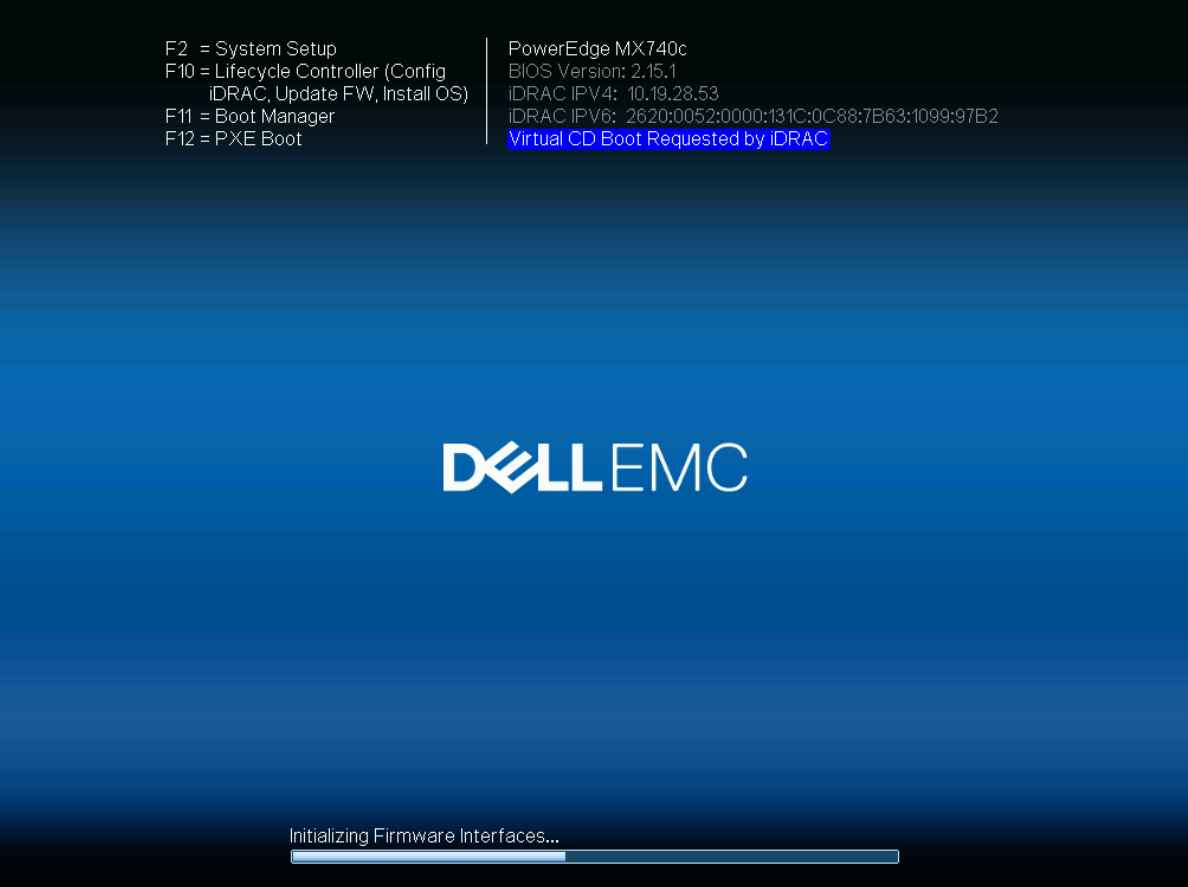 F2 = System Setup
F10 = Lifecycle Controller (Config
iDRAC, Update FW, Install OS)
F11 = Boot Manager
F12 = PXE Boot
PowerEdge MX740c
BIOS Version: 2.15.1
iDRAC IPV4: 10.19.28.53
iDRAC IPV6: 2620:0052:0000:131C:0C88:7B63:1099:97B2
Virtual CD Boot Requested by iDRAC
DELLEMC
Initializing Firmware Interfaces...